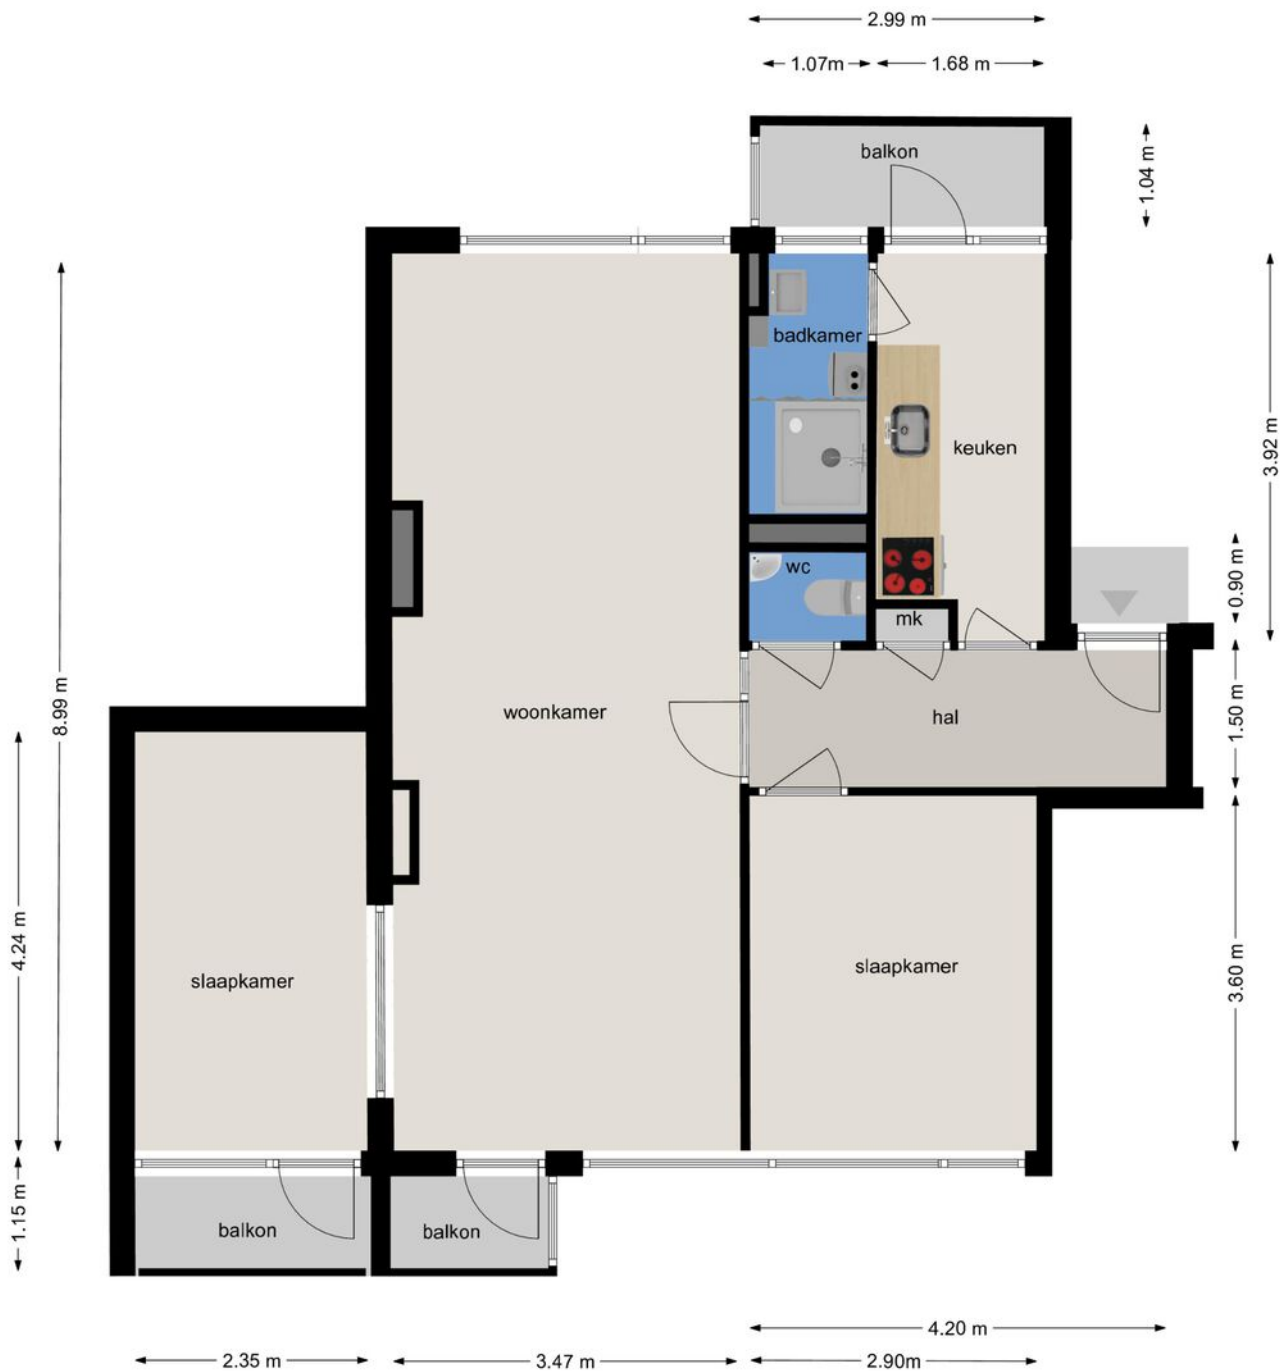 2.99 m
1.07m
1.68 m
balkon
1.04 m
badkamer
keuken
3.92 m
wc
mk
0.90 m
8.99 m
woonkamer
hal
1.50 m
4.24 m
slaapkamer
slaapkamer
3.60 m
1.15 m
balkon
balkon
4.20 m
2.35 m
3.47 m
2.90m